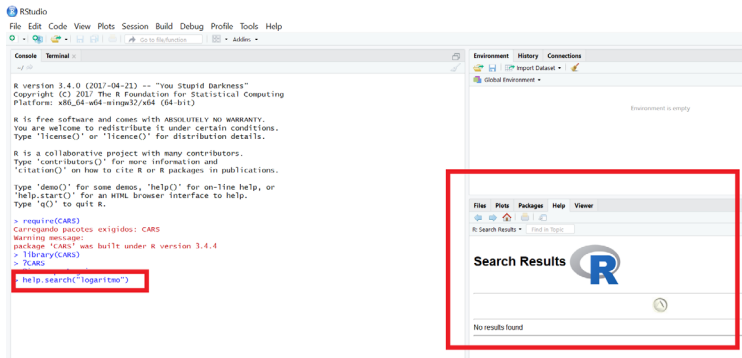 RStudio
File Edit Code View Plots Session Build Debug Profile Tools Help
Go to file/function Addins
Console Terminal
~/
R version 3.4.0 (2017-04-21) -- "You Stupid Darkness"
Copyright (C) 2017 The R Foundation for Statistical Computing
Platform: x86_64-w64-mingw32/x64 (64-bit)
R is free software and comes with ABSOLUTELY NO WARRANTY.
You are welcome to redistribute it under certain conditions.
Type 'license()' or 'licence()' for distribution details.
R is a collaborative project with many contributors.
Type 'contributors()' for more information and
'citation()' on how to cite R or R packages in publications.
Type 'demo()' for some demos, 'help()' for on-line help, or
'help.start()' for an HTML browser interface to help.
Type 'q()' to quit R.
> require(CARS)
Carregando pacotes exigidos: CARS
Warning message:
package 'CARS' was built under R version 3.4.4
> library(CARS)
> ?CARS
> help.search("logaritmo")
Environment History Connections
Import Dataset
Global Environment
Environment is empty
Files Plots Packages Help Viewer
R: Search Results Find in Topic
Search Results R
No results found